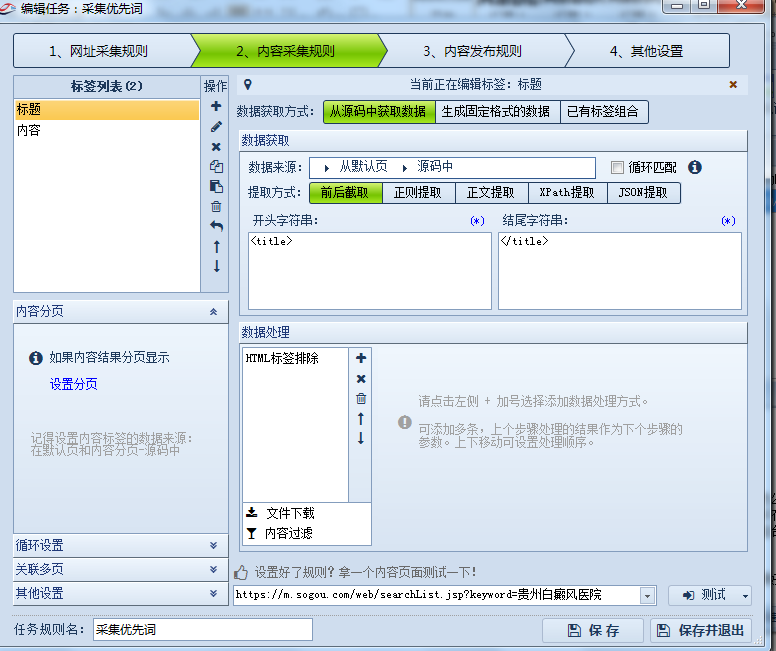 编辑任务: 采集优先词
1、网址采集规则 2、内容采集规则 3、内容发布规则 4、其他设置
标签列表(2) 操作
标题
内容
当前正在编辑标签: 标题
数据获取方式: 从源码中获取数据 生成固定格式的数据 已有标签组合
数据获取
数据来源: 从默认页 源码中 循环匹配
提取方式: 前后截取 正则提取 正文提取 XPath提取 JSON提取
开头字符串: (*) 结尾字符串: (*)
<title> </title>
内容分页
如果内容结果分页显示
设置分页
记得设置内容标签的数据来源:
在默认页和内容分页-源码中
循环设置
关联多页
其他设置
数据处理
HTML标签排除
请点击左侧 + 加号选择添加数据处理方式。
可添加多条，上个步骤处理的结果作为下个步骤的
参数。上下移动可设置处理顺序。
文件下载
内容过滤
设置好了规则? 拿一个内容页面测试一下!
https://m.sogou.com/web/searchList.jsp?keyword=贵州白癜风医院 测试
任务规则名: 采集优先词 保 存 保存并退出